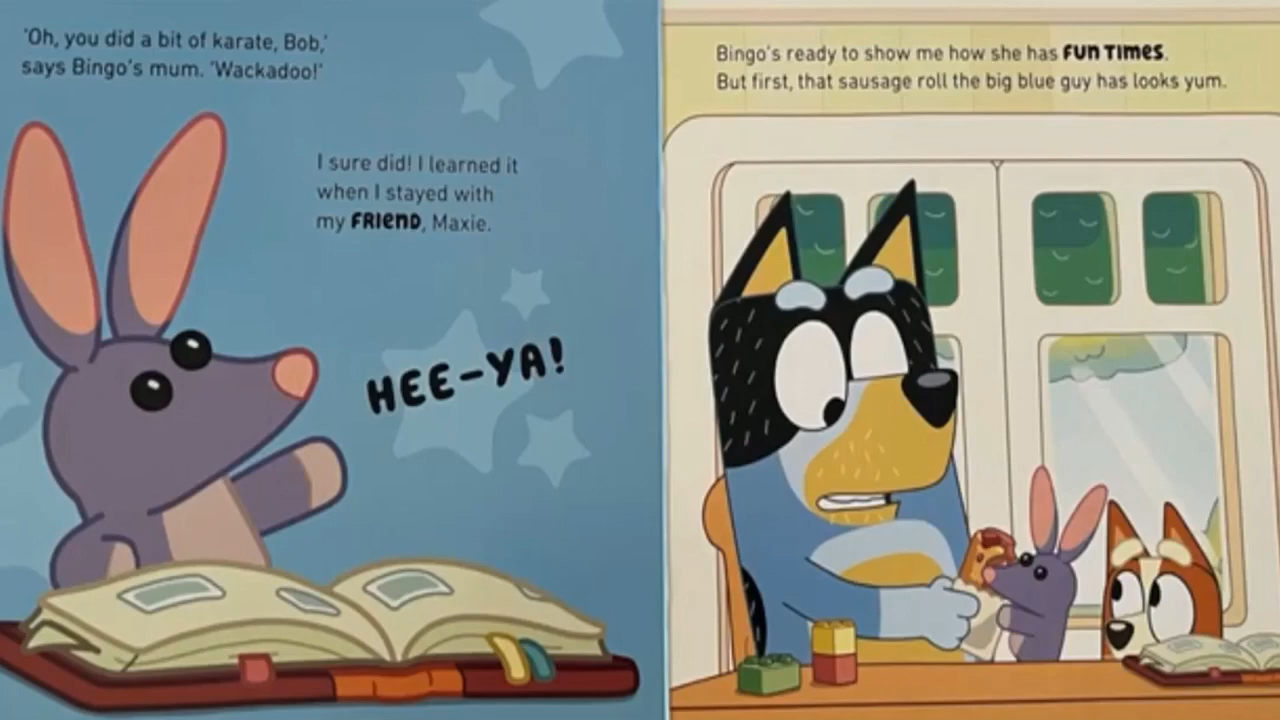 'Oh, you did a bit of karate, Bob,'
says Bingo's mum. 'Wackadoo!'
I sure did! I learned it
when I stayed with
my FRIEND, Maxie.
HEE-YA!
Bingo's ready to show me how she has FUN TIMES.
But first, that sausage roll the big blue guy has looks yum.